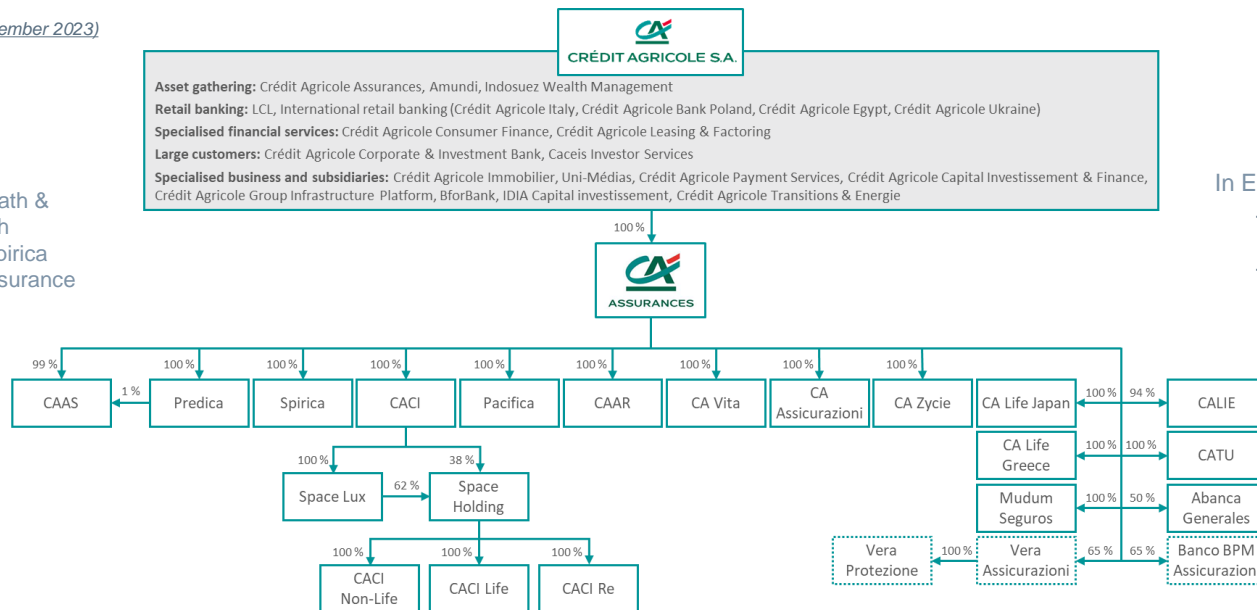 ember 2023)
CRÉDIT AGRICOLE S.A.
Asset gathering: Crédit Agricole Assurances, Amundi, Indosuez Wealth Management
Retail banking: LCL, International retail banking (Crédit Agricole Italy, Crédit Agricole Bank Poland, Crédit Agricole Egypt, Crédit Agricole Ukraine)
Specialised financial services: Crédit Agricole Consumer Finance, Crédit Agricole Leasing & Factoring
Large customers: Crédit Agricole Corporate & Investment Bank, Caceis Investor Services
Specialised business and subsidiaries: Crédit Agricole Immobilier, Uni-Médias, Crédit Agricole Payment Services, Crédit Agricole Capital Investissement & Finance,
Crédit Agricole Group Infrastructure Platform, BforBank, IDIA Capital investissement, Crédit Agricole Transitions & Energie
ath &
h
pirica
surance
In E
100 %
CA
ASSURANCES
99 % 100 % 100 % 100 % 100 % 100 % 100 % 100 % 100 %
CAAS 1 % Predica Spirica CACI Pacifica CAAR CA Vita CA Assicurazioni CA Zycie CA Life Japan 100 % 94 % CALIE
100 % 38 %
Space Lux 62 % Space Holding
CA Life Greece 100 % 100 % CATU
Mudum Seguros 100 % 50 % Abanca Generales
100 % 100 % 100 %
CACI Non-Life CACI Life CACI Re
Vera Protezione 100 % Vera Assicurazioni 65 % 65 % Banco BPM Assicurazion